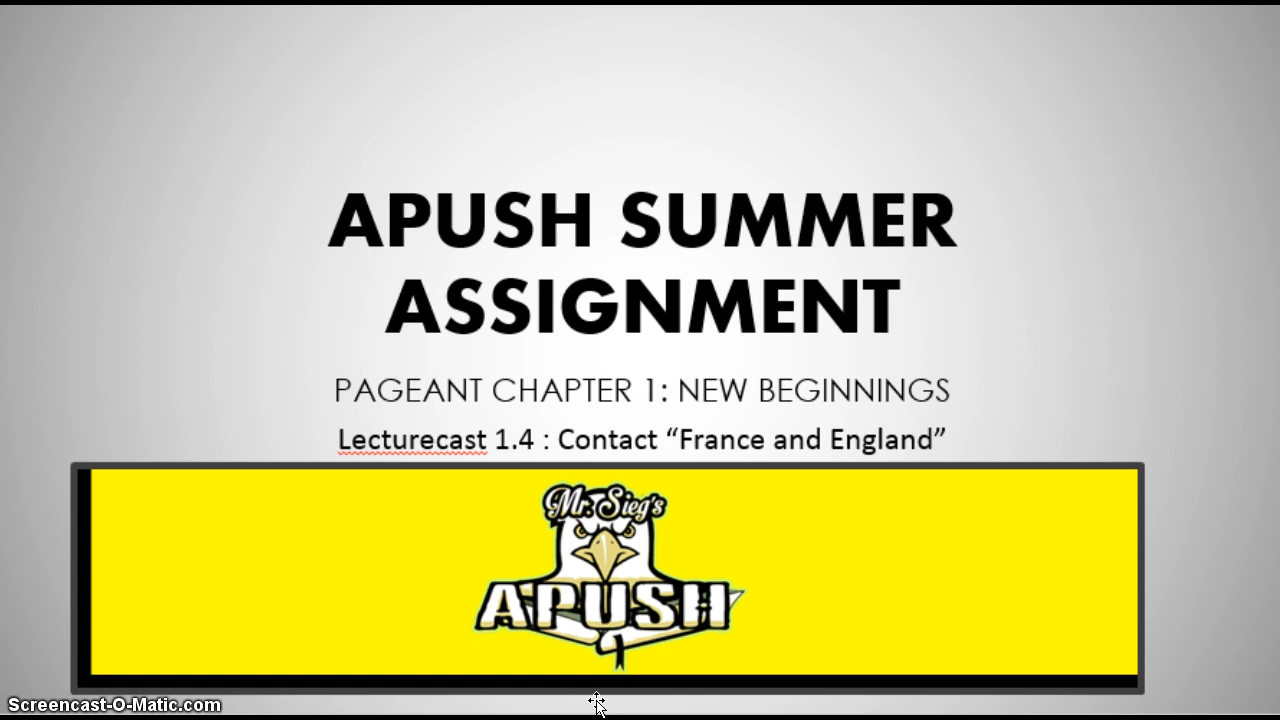 APUSH SUMMER
ASSIGNMENT
PAGEANT CHAPTER 1: NEW BEGINNINGS
Lecturecast 1.4 : Contact “France and England”
Mr. Sieg's
APUSH
Screencast-O-Matic.com